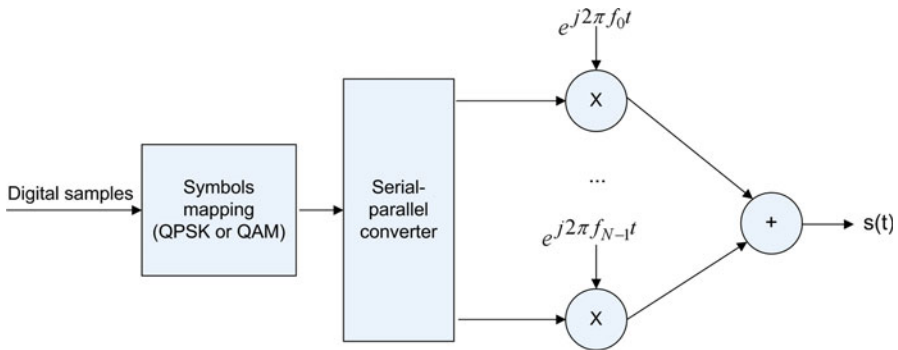 e^{j2πf_0t}
X
Digital samples
Symbols
mapping
(QPSK or QAM)
Serial-
parallel
converter
...
e^{j2πf_{N-1}t}
X
+
s(t)